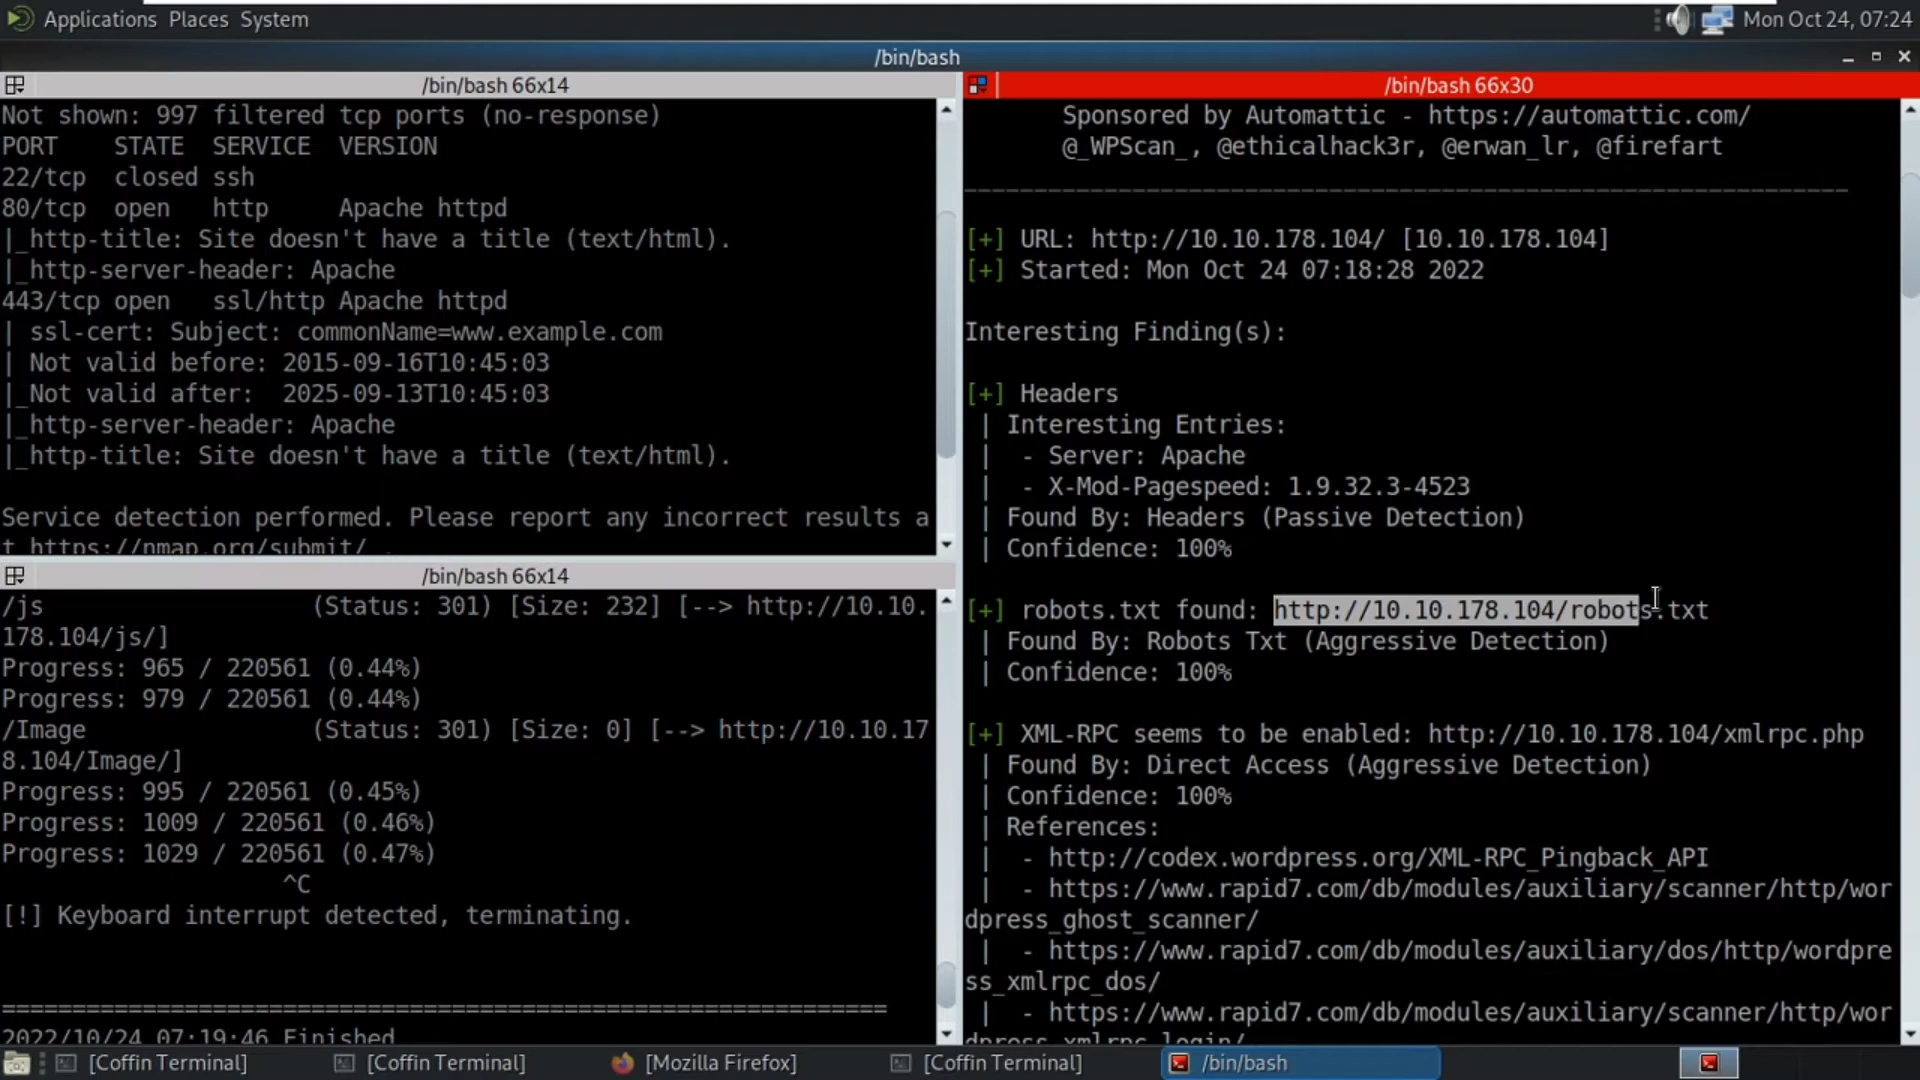 Applications Places System
Mon Oct 24, 07:24
/bin/bash
/bin/bash 66x14
Not shown: 997 filtered tcp ports (no-response)
PORT STATE SERVICE VERSION
22/tcp closed ssh
80/tcp open http Apache httpd
|_http-title: Site doesn't have a title (text/html).
|_http-server-header: Apache
443/tcp open ssl/http Apache httpd
| ssl-cert: Subject: commonName=www.example.com
| Not valid before: 2015-09-16T10:45:03
|_Not valid after: 2025-09-13T10:45:03
|_http-server-header: Apache
|_http-title: Site doesn't have a title (text/html).
Service detection performed. Please report any incorrect results a
t https://nmap.org/submit/ .
/bin/bash 66x14
/js (Status: 301) [Size: 232] [--> http://10.10.
178.104/js/]
Progress: 965 / 220561 (0.44%)
Progress: 979 / 220561 (0.44%)
/Image (Status: 301) [Size: 0] [--> http://10.10.17
8.104/Image/]
Progress: 995 / 220561 (0.45%)
Progress: 1009 / 220561 (0.46%)
Progress: 1029 / 220561 (0.47%)
^C
[!] Keyboard interrupt detected, terminating.
===============================================================
2022/10/24 07:19:46 Finished
/bin/bash 66x30
Sponsored by Automattic - https://automattic.com/
@_WPScan_, @ethicalhack3r, @erwan_lr, @firefart
_______________________________________________________________
[+] URL: http://10.10.178.104/ [10.10.178.104]
[+] Started: Mon Oct 24 07:18:28 2022
Interesting Finding(s):
[+] Headers
| Interesting Entries:
| - Server: Apache
| - X-Mod-Pagespeed: 1.9.32.3-4523
| Found By: Headers (Passive Detection)
| Confidence: 100%
[+] robots.txt found: http://10.10.178.104/robots.txt
| Found By: Robots Txt (Aggressive Detection)
| Confidence: 100%
[+] XML-RPC seems to be enabled: http://10.10.178.104/xmlrpc.php
| Found By: Direct Access (Aggressive Detection)
| Confidence: 100%
| References:
| - http://codex.wordpress.org/XML-RPC_Pingback_API
| - https://www.rapid7.com/db/modules/auxiliary/scanner/http/wor
dpress_ghost_scanner/
| - https://www.rapid7.com/db/modules/auxiliary/dos/http/wordpre
ss_xmlrpc_dos/
| - https://www.rapid7.com/db/modules/auxiliary/scanner/http/wor
dpress_xmlrpc_login/
[Coffin Terminal] [Coffin Terminal] [Mozilla Firefox] [Coffin Terminal] /bin/bash